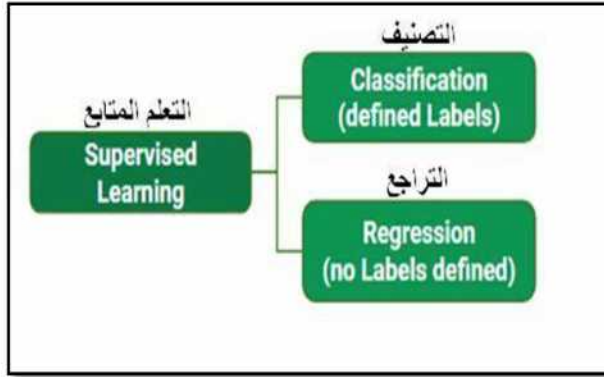 التصنيف
Classification
(defined Labels)
التعلم المتابع
Supervised
Learning
التراجع
Regression
(no Labels defined)